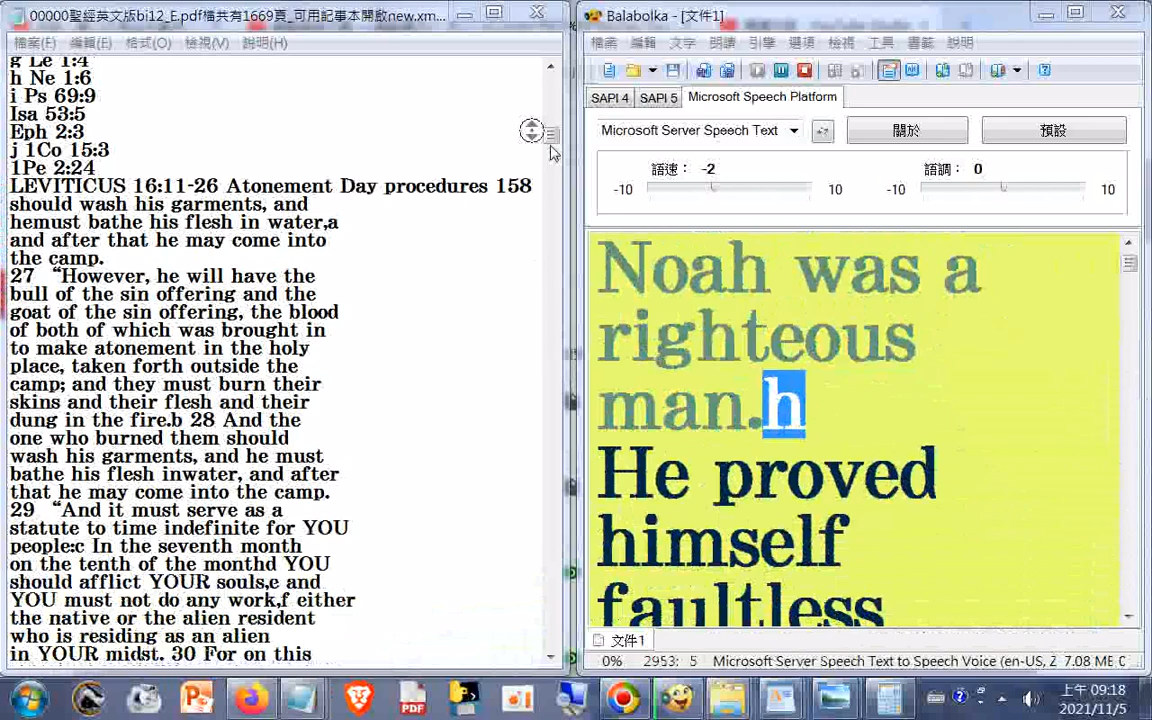 00000聖經英文版bi12_E.pdf檔共有1669頁_可用記事本開啟new.xm...
檔案(F) 編輯(E) 格式(O) 檢視(V) 說明(H)
g Le 1:4
h Ne 1:6
i Ps 69:9
Isa 53:5
Eph 2:3
j 1Co 15:3
1Pe 2:24
LEVITICUS 16:11-26 Atonement Day procedures 158
should wash his garments, and
hemust bathe his flesh in water,a
and after that he may come into
the camp.
27 “However, he will have the
bull of the sin offering and the
goat of the sin offering, the blood
of both of which was brought in
to make atonement in the holy
place, taken forth outside the
camp; and they must burn their
skins and their flesh and their
dung in the fire.b 28 And the
one who burned them should
wash his garments, and he must
bathe his flesh inwater, and after
that he may come into the camp.
29 “And it must serve as a
statute to time indefinite for YOU
people:c In the seventh month
on the tenth of the monthd YOU
should afflict YOUR souls,e and
YOU must not do any work,f either
the native or the alien resident
who is residing as an alien
in YOUR midst. 30 For on this
Balabolka - [文件1]
檔案 編輯 文字 朗讀 引擎 選項 檢視 工具 書籤 說明
SAPI 4 SAPI 5 Microsoft Speech Platform
Microsoft Server Speech Text 關於 預設
語速： -2 語調： 0
-10 10 -10 10
Noah was a
righteous
man.h
He proved
himself
faultless
文件1
0% 2953: 5 Microsoft Server Speech Text to Speech Voice (en-US, Z 7.08 MB
上午 09:18
2021/11/5